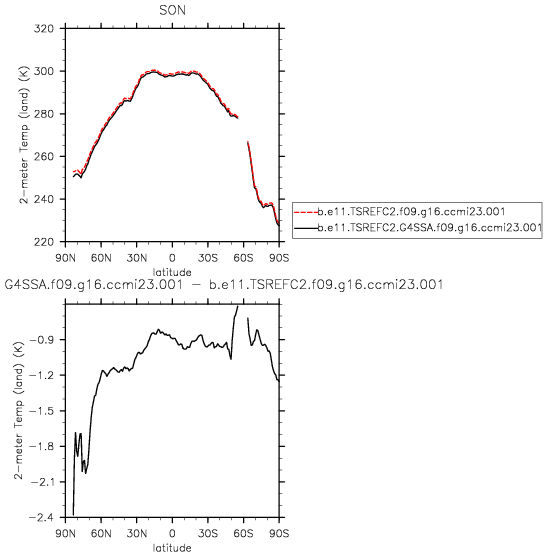 SON
320
300
280
260
240
220
2-meter Temp (land) (K)
90N 60N 30N 0 30S 60S 90S
latitude
b.e11.TSREFC2.f09.g16.ccmi23.001
b.e11.TSREFC2.G4SSA.f09.g16.ccmi23.001
G4SSA.f09.g16.ccmi23.001 - b.e11.TSREFC2.f09.g16.ccmi23.001
-0.9
-1.2
-1.5
-1.8
-2.1
-2.4
2-meter Temp (land) (K)
90N 60N 30N 0 30S 60S 90S
latitude